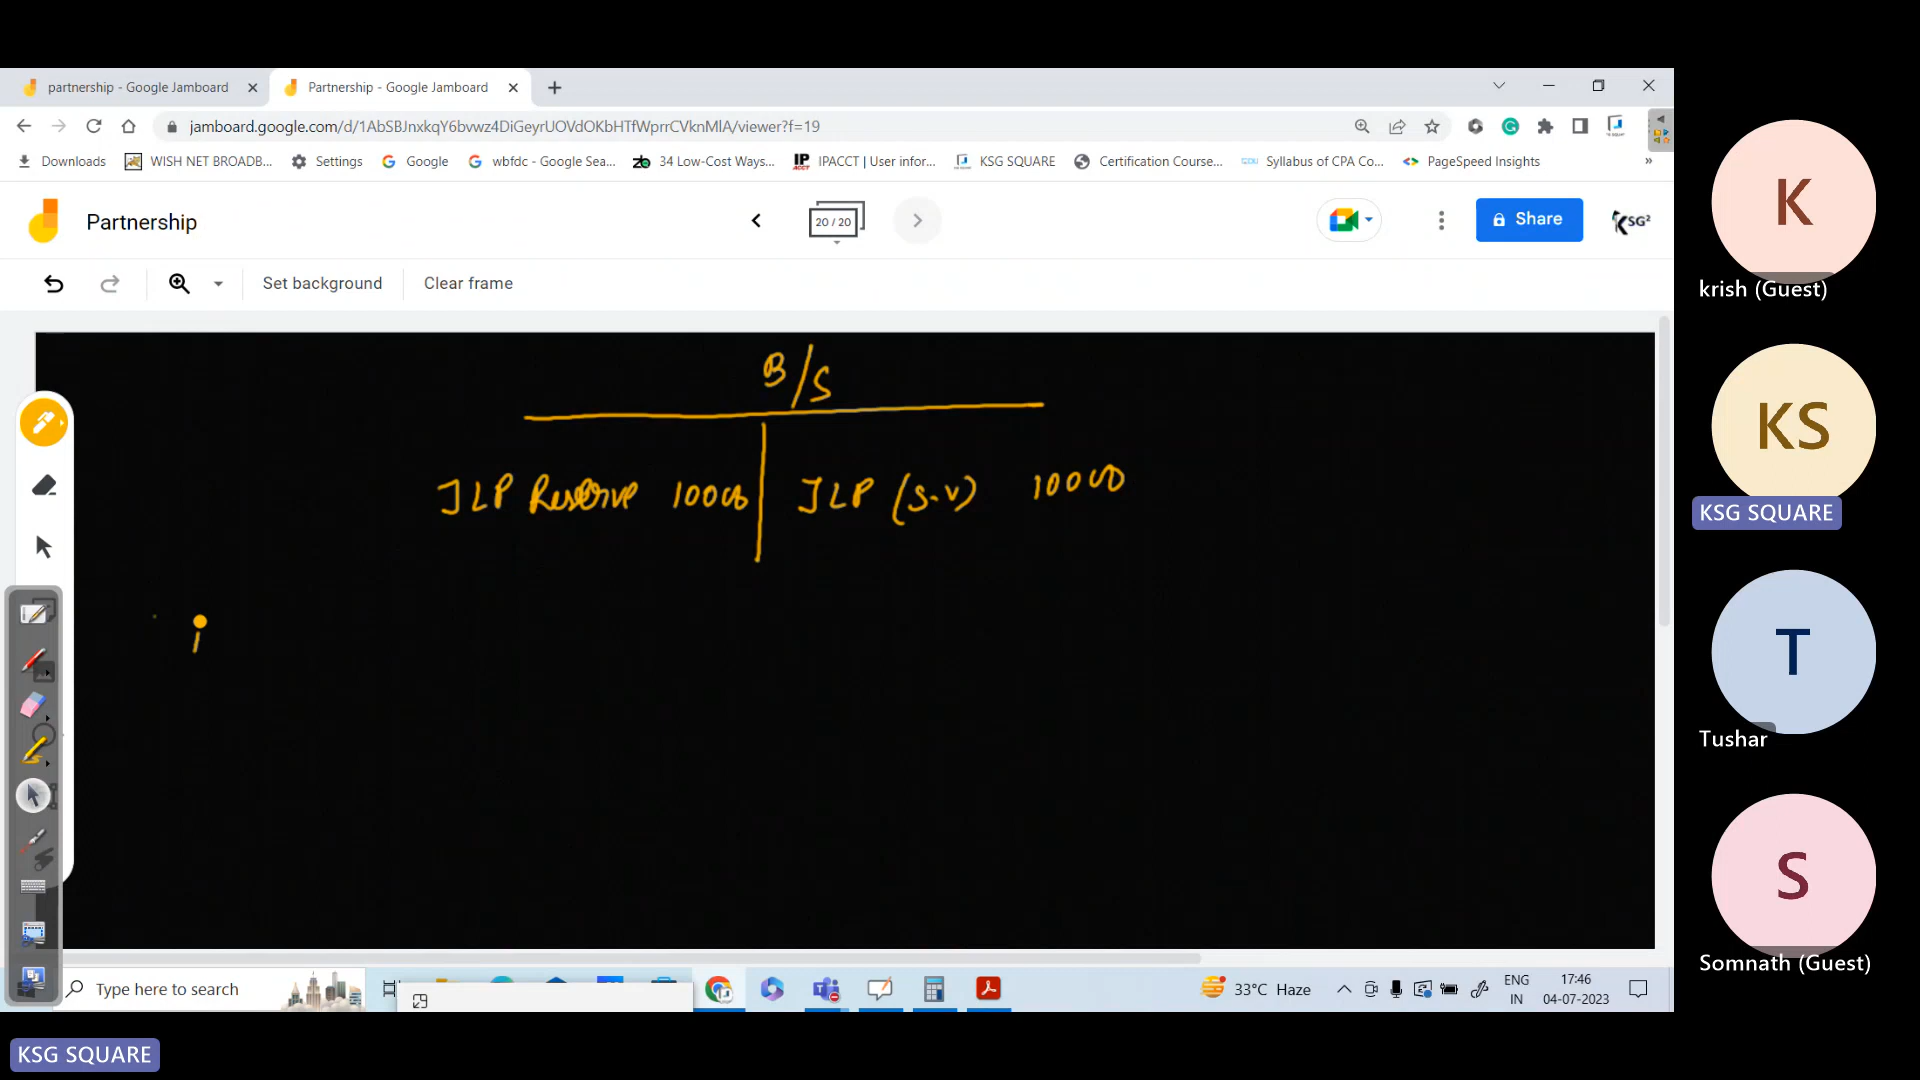 partnership - Google Jamboard
Partnership - Google Jamboard
jamboard.google.com/d/1AbSBJnxkqY6bvwz4DiGeyrUOVdOKbHTfWprrCVknMlA/viewer?f=19
Downloads
WISH NET BROADB...
Settings
Google
wbfdc - Google Sea...
34 Low-Cost Ways...
IPACCT | User infor...
KSG SQUARE
Certification Course...
Syllabus of CPA Co...
PageSpeed Insights
Partnership
20 / 20
Share
KSG²
Set background
Clear frame
B/S
JLP Reserve 10000
JLP (S.V) 10000
i
Type here to search
33°C Haze
ENG
IN
17:46
04-07-2023
K
krish (Guest)
KS
KSG SQUARE
T
Tushar
S
Somnath (Guest)
KSG SQUARE